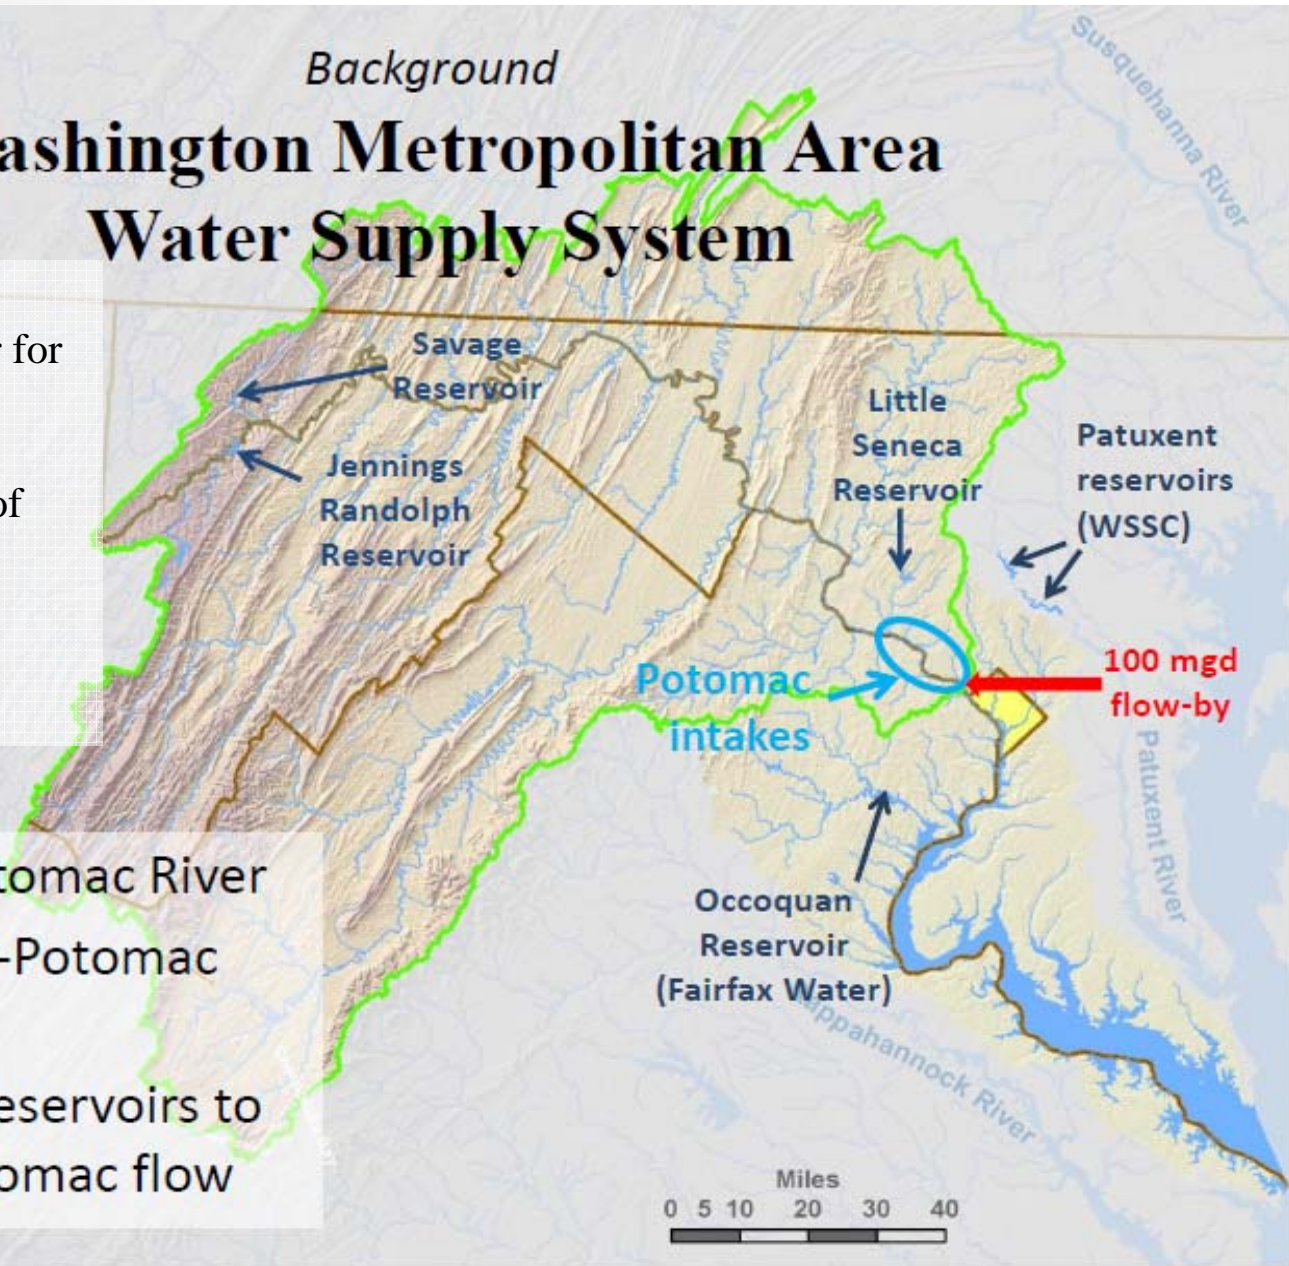 Background
ashington Metropolitan Area
Water Supply System
Susquehanna River
for
of
Savage
Reservoir
Jennings
Randolph
Reservoir
Little
Seneca
Reservoir
Patuxent
reservoirs
(WSSC)
Potomac
intakes
100 mgd
flow-by
Patuxent River
Occoquan
Reservoir
(Fairfax Water)
appahannock River
tomac River
-Potomac
eservoirs to
omac flow
Miles
0 5 10 20 30 40